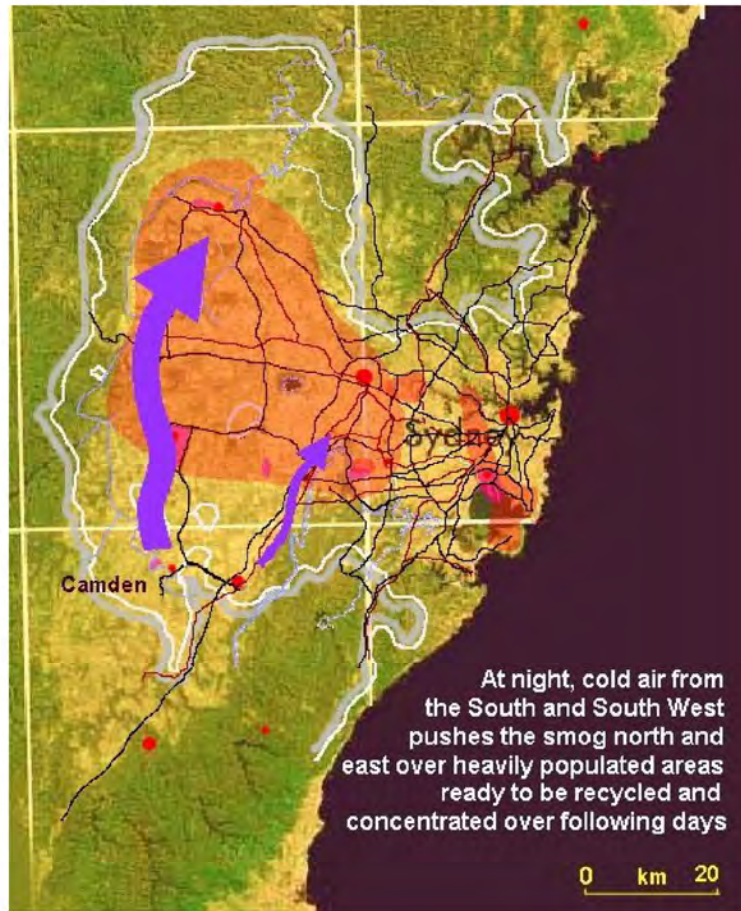 Sydney
Camden
At night, cold air from
the South and South West
pushes the smog north and
east over heavily populated areas
ready to be recycled and
concentrated over following days
0 km 20